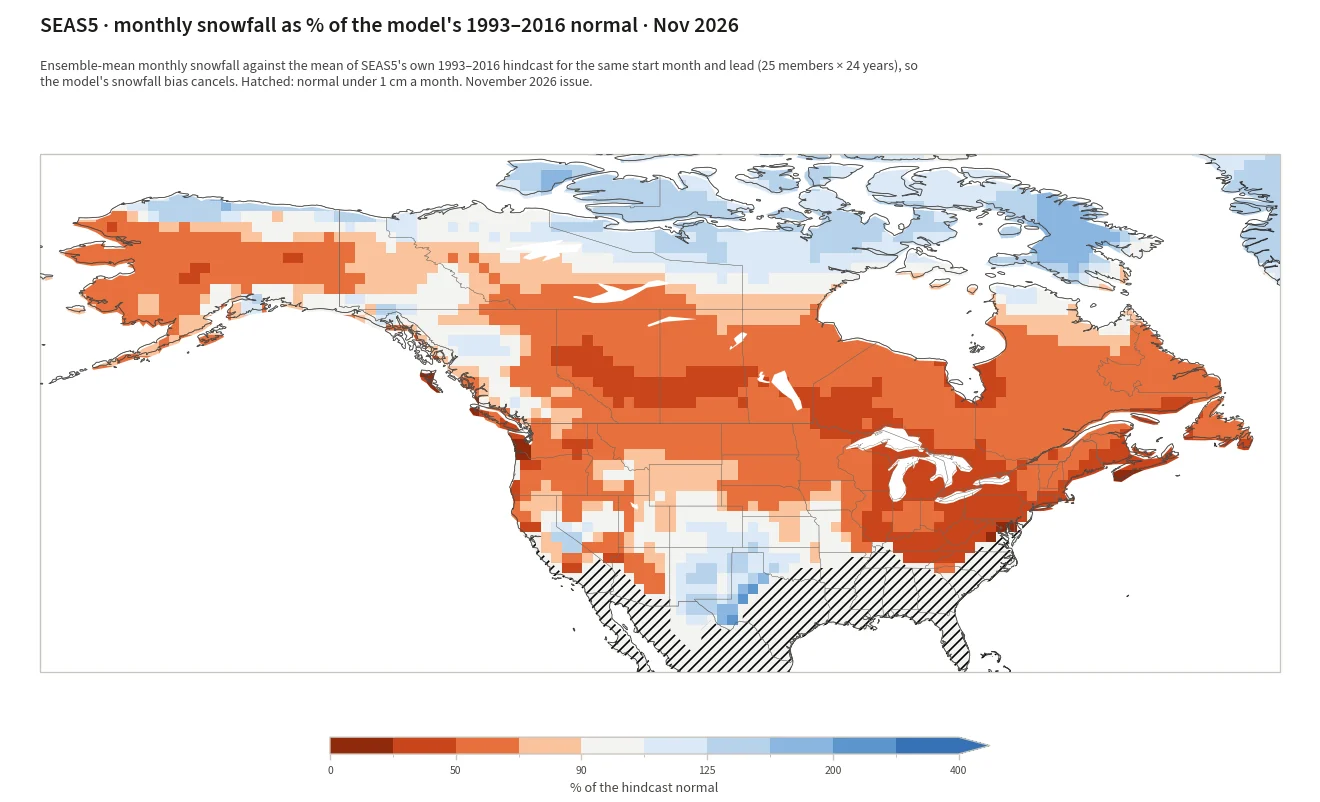 SEAS5 · monthly snowfall as % of the model's 1993–2016 normal · Nov 2026
Ensemble-mean monthly snowfall against the mean of SEAS5's own 1993–2016 hindcast for the same start month and lead (25 members × 24 years), so
the model's snowfall bias cancels. Hatched: normal under 1 cm a month. November 2026 issue.
0 50 90 125 200 400
% of the hindcast normal